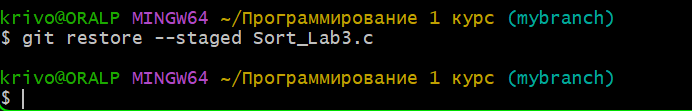 krivo@ORALP MINGW64 ~/Программирование 1 курс (mybranch)
$ git restore --staged Sort_Lab3.c
krivo@ORALP MINGW64 ~/Программирование 1 курс (mybranch)
$